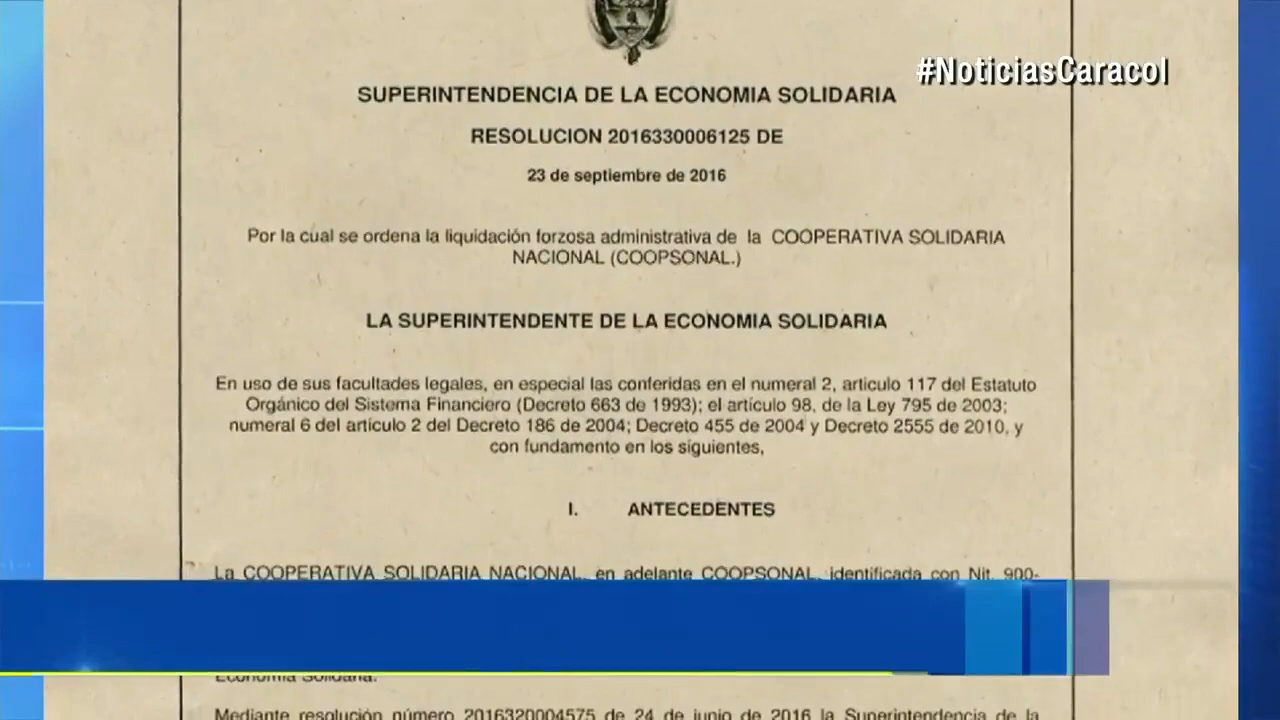 #NoticiasCaracol
SUPERINTENDENCIA DE LA ECONOMIA SOLIDARIA
RESOLUCION 2016330006125 DE
23 de septiembre de 2016
Por la cual se ordena la liquidación forzosa administrativa de la COOPERATIVA SOLIDARIA
NACIONAL (COOPSONAL.)
LA SUPERINTENDENTE DE LA ECONOMIA SOLIDARIA
En uso de sus facultades legales, en especial las conferidas en el numeral 2, articulo 117 del Estatuto
Orgánico del Sistema Financiero (Decreto 663 de 1993); el artículo 98, de la Ley 795 de 2003;
numeral 6 del artículo 2 del Decreto 186 de 2004; Decreto 455 de 2004 y Decreto 2555 de 2010, y
con fundamento en los siguientes,
I. ANTECEDENTES
La COOPERATIVA SOLIDARIA NACIONAL, en adelante COOPSONAL, identificada con Nit. 900-
Economía Solidaria.
Mediante resolución número 2016320004575 de 24 de junio de 2016 la Superintendencia de la